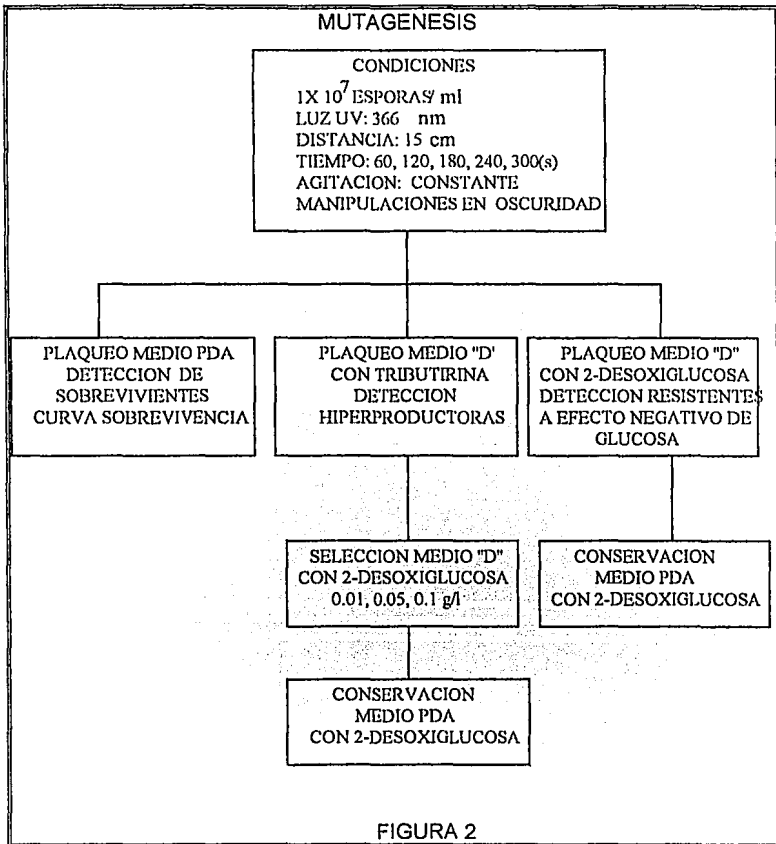 MUTAGENESIS
CONDICIONES
1X 10^7 ESPORAS/ ml
LUZ UV: 366 nm
DISTANCIA: 15 cm
TIEMPO: 60, 120, 180, 240, 300(s)
AGITACION: CONSTANTE
MANIPULACIONES EN OSCURIDAD
PLAQUEO MEDIO PDA
DETECCION DE
SOBREVIVIENTES
CURVA SOBREVIVENCIA
PLAQUEO MEDIO "D'
CON TRIBUTIRINA
DETECCION
HIPERPRODUCTORAS
PLAQUEO MEDIO "D"
CON 2-DESOXIGLUCOSA
DETECCION RESISTENTES
A EFECTO NEGATIVO DE
GLUCOSA
SELECCION MEDIO "D"
CON 2-DESOXIGLUCOSA
0.01, 0.05, 0.1 g/l
CONSERVACION
MEDIO PDA
CON 2-DESOXIGLUCOSA
CONSERVACION
MEDIO PDA
CON 2-DESOXIGLUCOSA
FIGURA 2